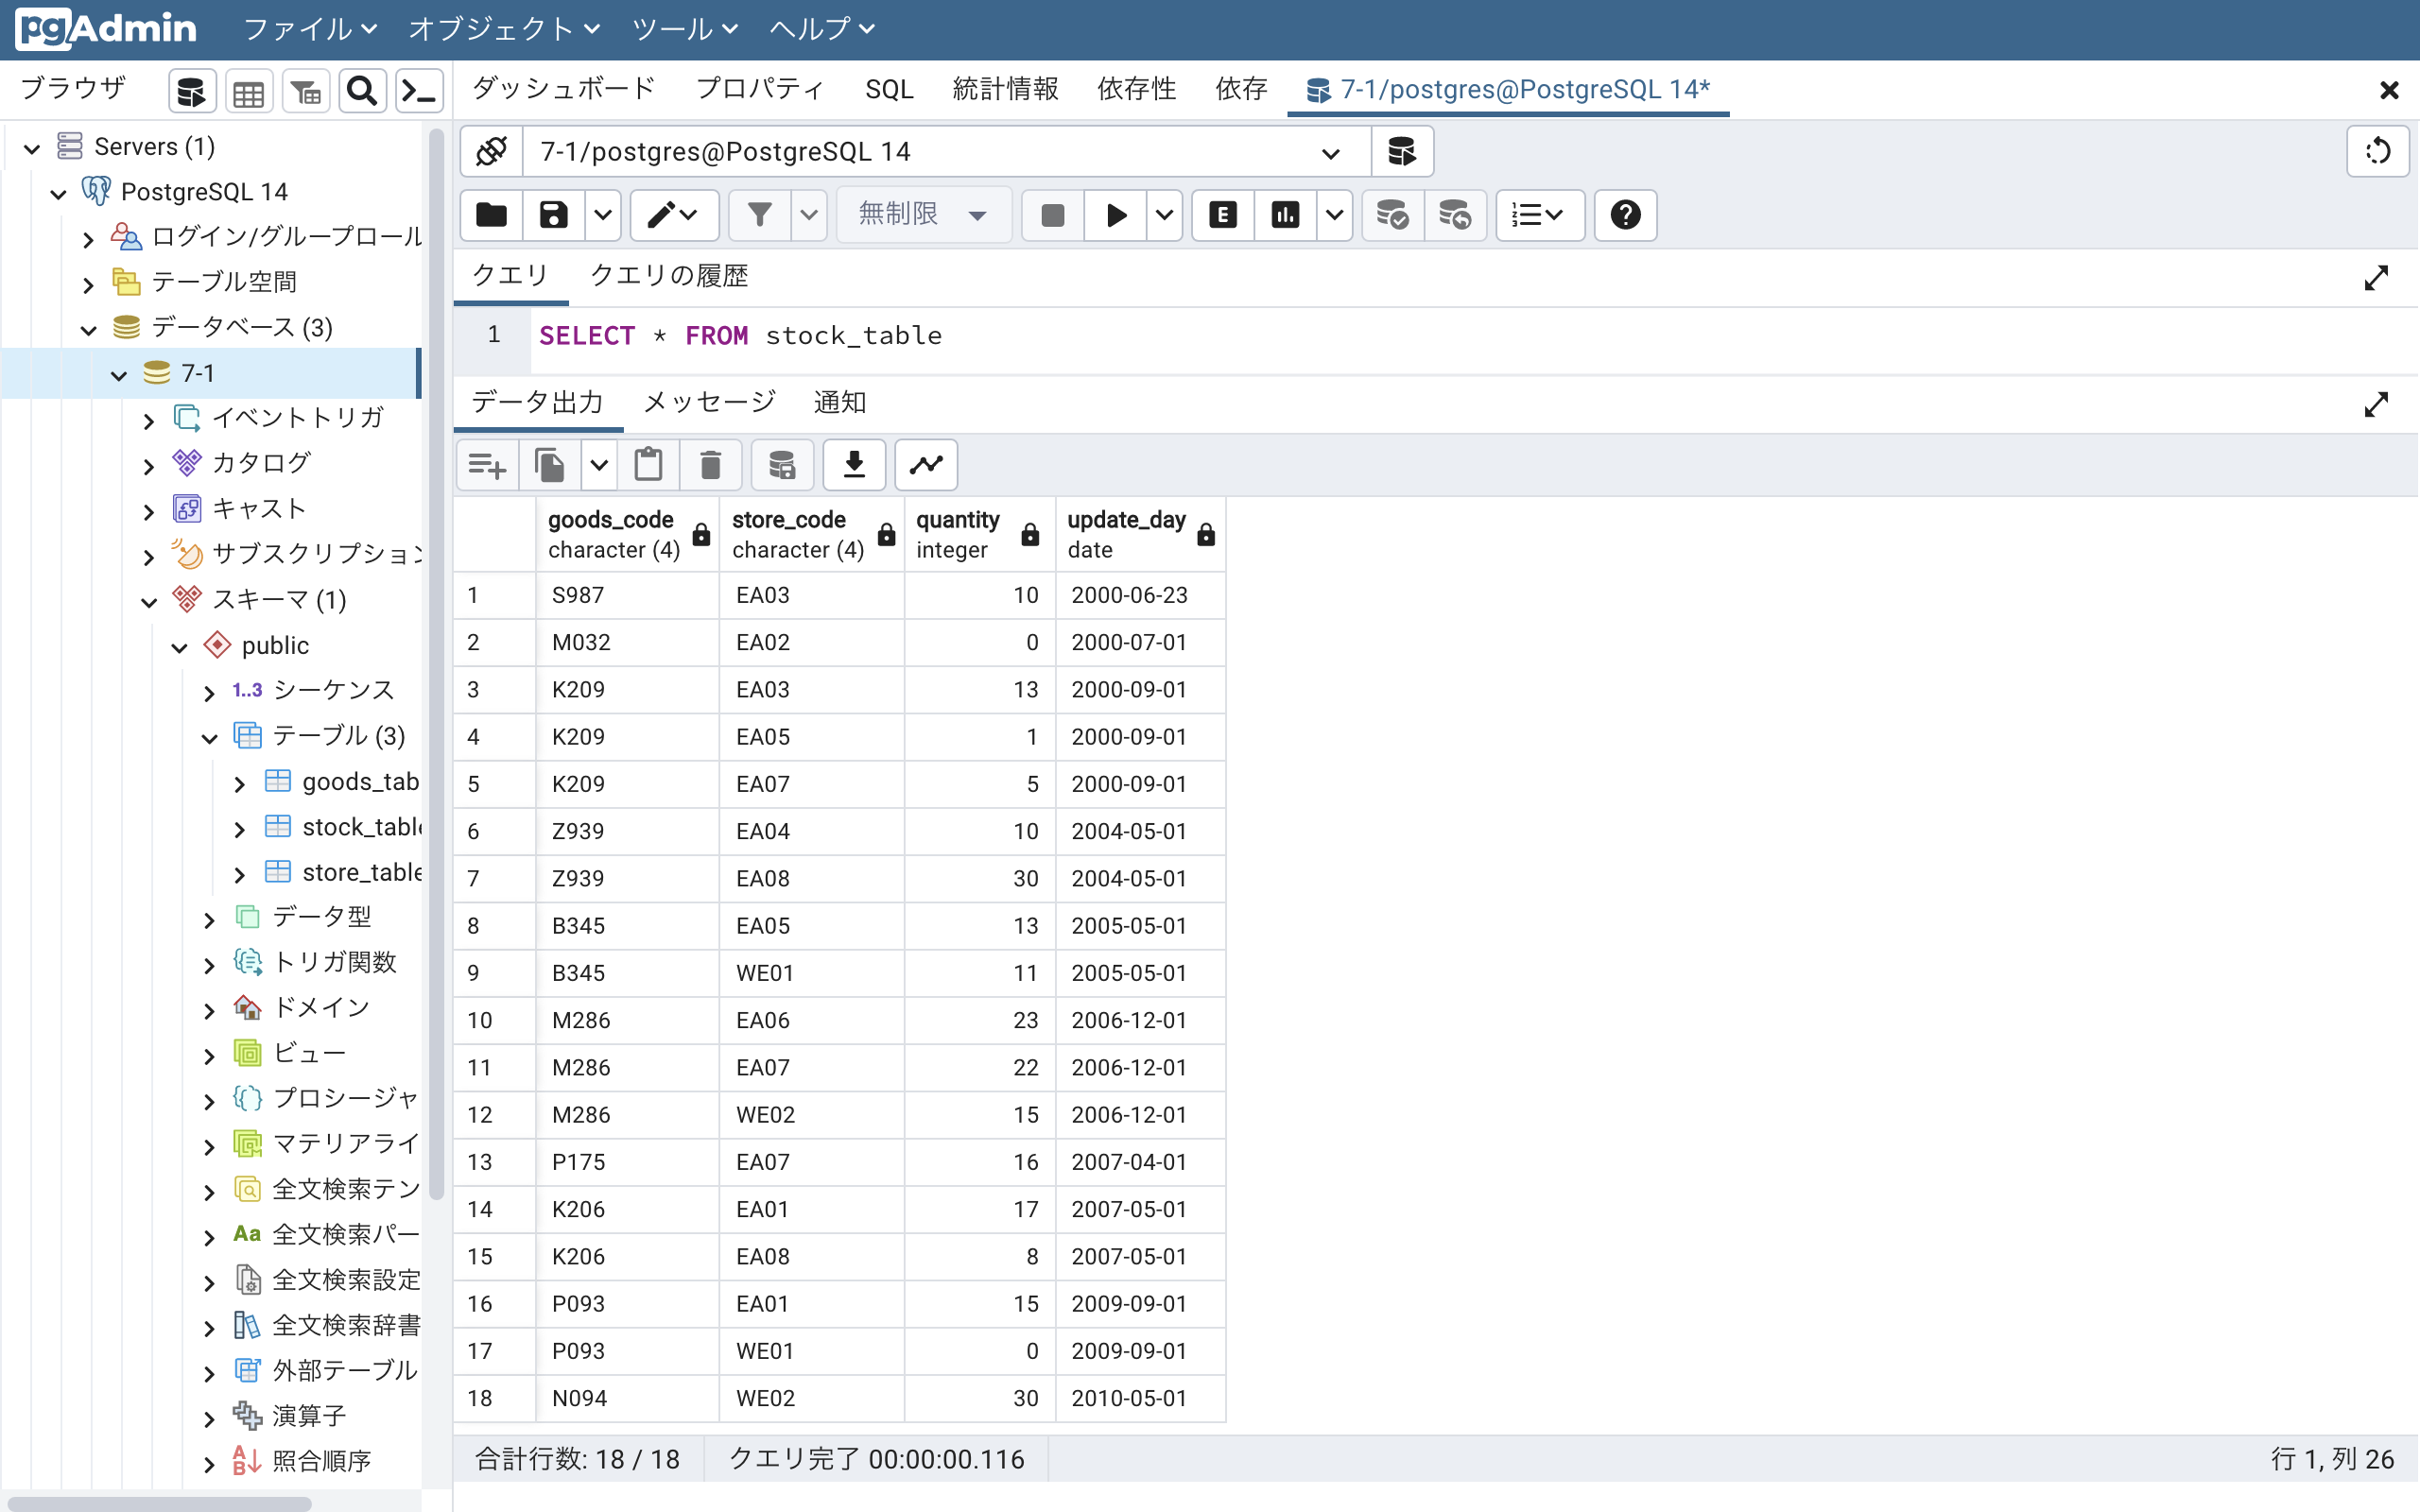 pgAdmin ファイル オブジェクト ツール ヘルプ
ブラウザ
ダッシュボード プロパティ SQL 統計情報 依存性 依存 7-1/postgres@PostgreSQL 14*
Servers (1)
PostgreSQL 14
ログイン/グループロール
テーブル空間
データベース (3)
7-1
イベントトリガ
カタログ
キャスト
サブスクリプション
スキーマ (1)
public
1..3 シーケンス
テーブル (3)
goods_tab
stock_table
store_table
データ型
トリガ関数
ドメイン
ビュー
プロシージャ
マテリアライ
全文検索テン
Aa 全文検索パー
全文検索設定
全文検索辞書
外部テーブル
演算子
照合順序
7-1/postgres@PostgreSQL 14
無制限
E
クエリ クエリの履歴
1 SELECT * FROM stock_table
データ出力 メッセージ 通知
goods_code store_code quantity update_day
character (4) character (4) integer date
1 S987 EA03 10 2000-06-23
2 M032 EA02 0 2000-07-01
3 K209 EA03 13 2000-09-01
4 K209 EA05 1 2000-09-01
5 K209 EA07 5 2000-09-01
6 Z939 EA04 10 2004-05-01
7 Z939 EA08 30 2004-05-01
8 B345 EA05 13 2005-05-01
9 B345 WE01 11 2005-05-01
10 M286 EA06 23 2006-12-01
11 M286 EA07 22 2006-12-01
12 M286 WE02 15 2006-12-01
13 P175 EA07 16 2007-04-01
14 K206 EA01 17 2007-05-01
15 K206 EA08 8 2007-05-01
16 P093 EA01 15 2009-09-01
17 P093 WE01 0 2009-09-01
18 N094 WE02 30 2010-05-01
合計行数: 18 / 18 クエリ完了 00:00:00.116 行 1, 列 26